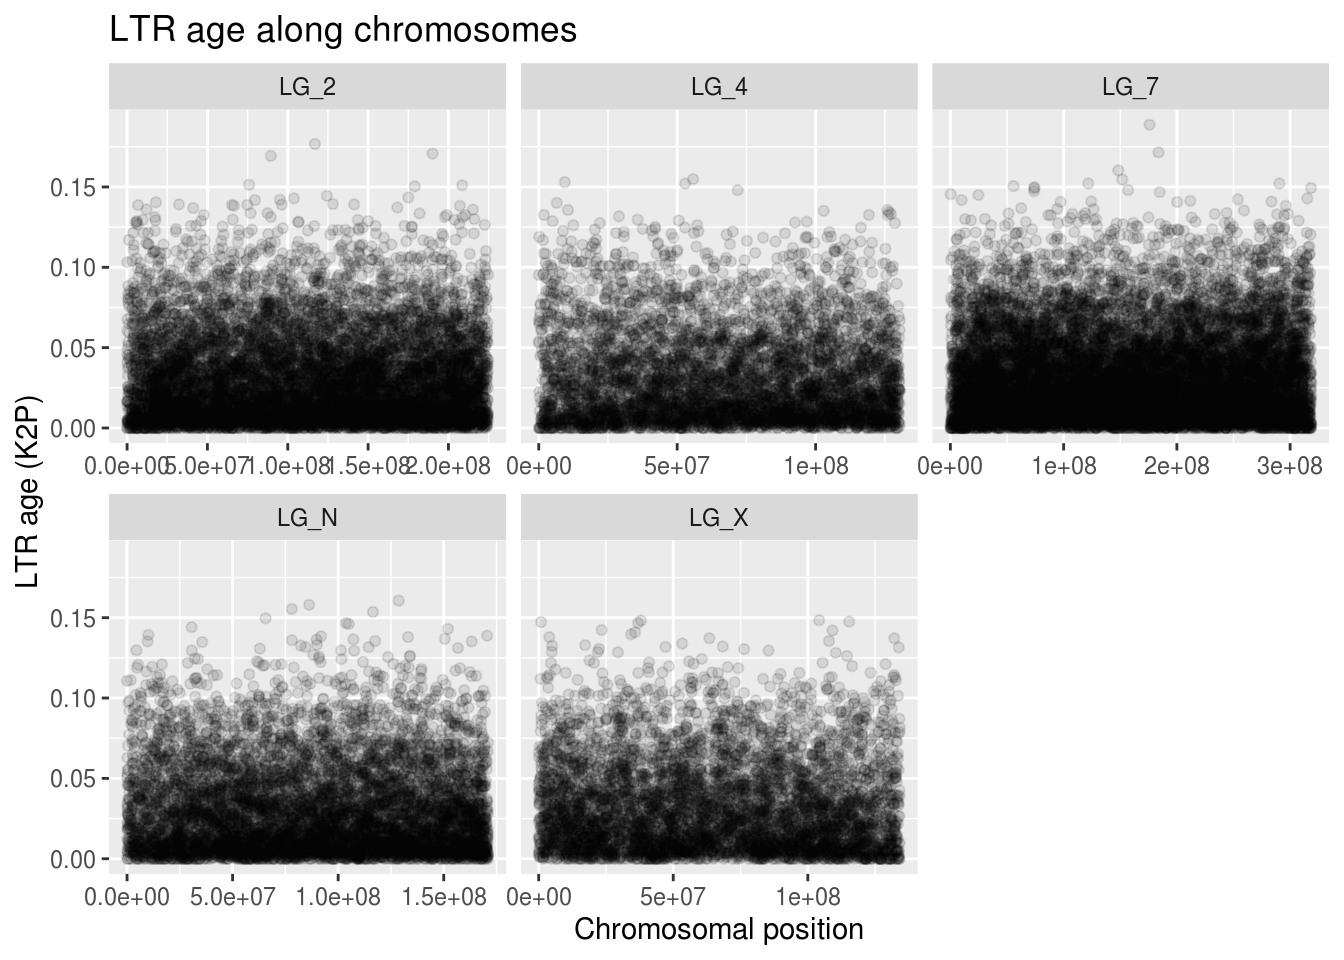 LTR age along chromosomes
LG_2
LG_4
LG_7
0.15
0.10
0.05
0.00
0.0e+00 5.0e+07 1.0e+08 1.5e+08 2.0e+08
0e+00 5e+07 1e+08
0e+00 1e+08 2e+08 3e+08
LTR age (K2P)
LG_N
LG_X
0.15
0.10
0.05
0.00
0.0e+00 5.0e+07 1.0e+08 1.5e+08
0e+00 5e+07 1e+08
Chromosomal position